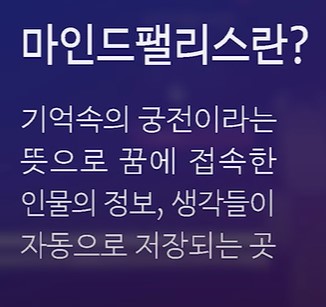 마인드팰리스란?
기억속의 궁전이라는
뜻으로 꿈에 접속한
인물의 정보, 생각들이
자동으로 저장되는 곳